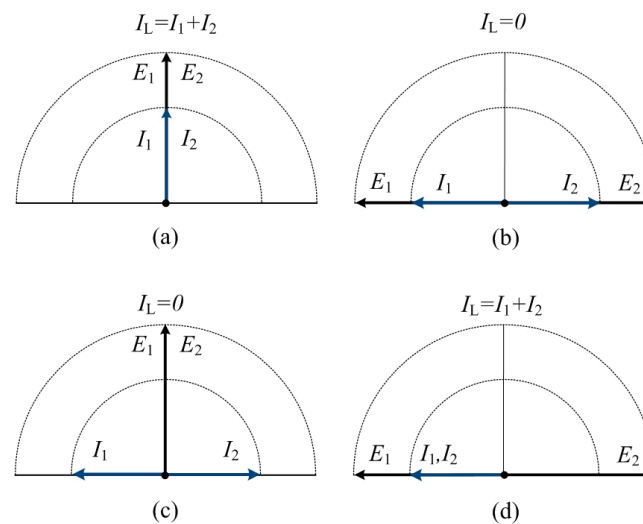 I_L=I_1+I_2
E_1 E_2
I_1 I_2
(a)
I_L=0
E_1 I_1 I_2 E_2
(b)
I_L=0
E_1 E_2
I_1 I_2
(c)
I_L=I_1+I_2
E_1 I_1,I_2 E_2
(d)